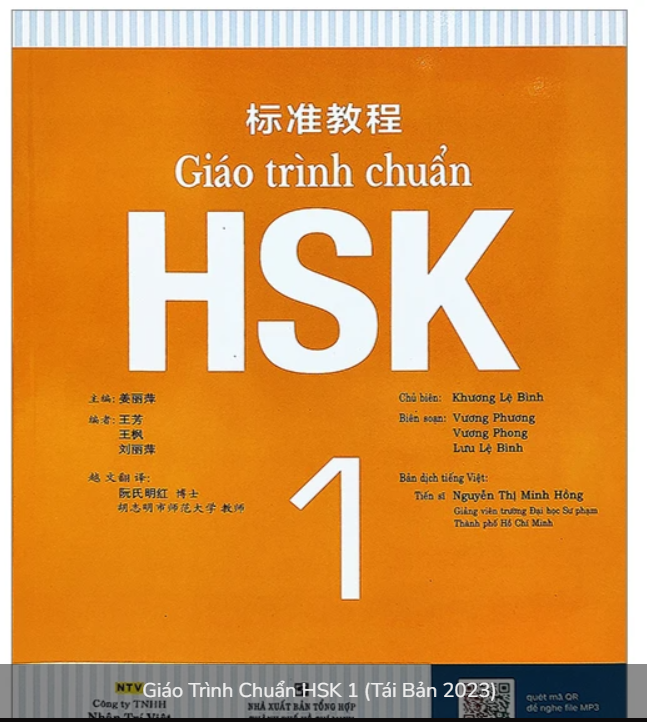 标准教程
Giáo trình chuẩn
HSK
1
主编: 姜丽萍
编者: 王芳
王枫
刘丽萍
越文翻译:
阮氏明红 博士
胡志明市师范大学 教师
Chủ biên: Khương Lệ Bình
Biên soạn: Vương Phương
Vương Phong
Lưu Lệ Bình
Bản dịch tiếng Việt:
Tiến sĩ Nguyễn Thị Minh Hồng
Giảng viên trường Đại học Sư phạm
Thành phố Hồ Chí Minh
NTV
Công ty TNHH
Nhân Trí Việt
Giáo Trình Chuẩn HSK 1 (Tái Bản 2023)
NHÀ XUẤT BẢN TỔNG HỢP
quét mã QR
để nghe file MP3